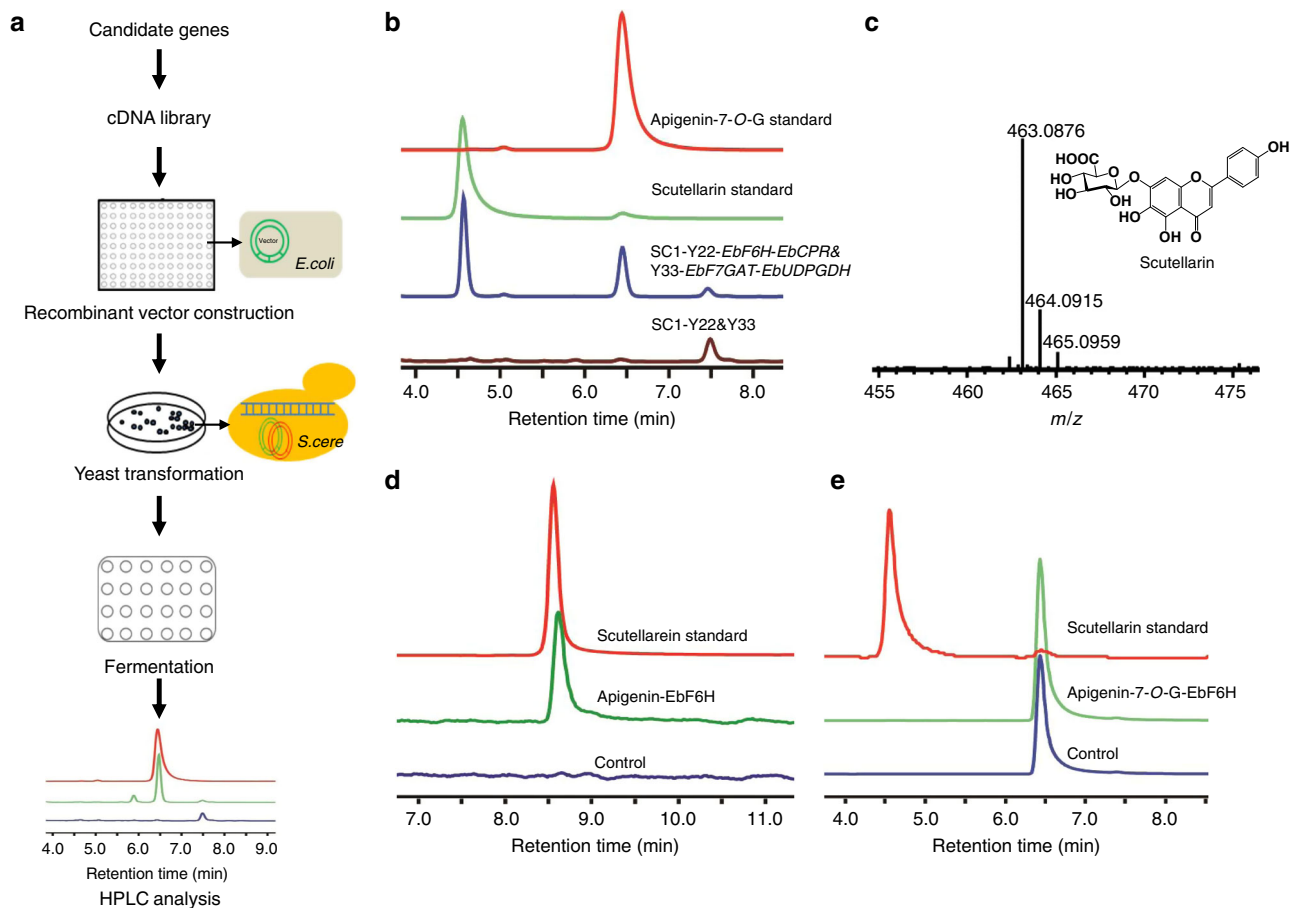 a
Candidate genes
cDNA library
Vector
E.coli
Recombinant vector construction
S.cere
Yeast transformation
Fermentation
4.0 5.0 6.0 7.0 8.0 9.0
Retention time (min)
HPLC analysis
b
Apigenin-7-O-G standard
Scutellarin standard
SC1-Y22-EbF6H-EbCPR&
Y33-EbF7GAT-EbUDPGDH
SC1-Y22&Y33
4.0 5.0 6.0 7.0 8.0
Retention time (min)
c
463.0876
464.0915
465.0959
HOOC
HO
HO
OH
O
O
HO
OH
O
O
OH
Scutellarin
455 460 465 470 475
m/z
d
Scutellarein standard
Apigenin-EbF6H
Control
7.0 8.0 9.0 10.0 11.0
Retention time (min)
e
Scutellarin standard
Apigenin-7-O-G-EbF6H
Control
4.0 5.0 6.0 7.0 8.0
Retention time (min)